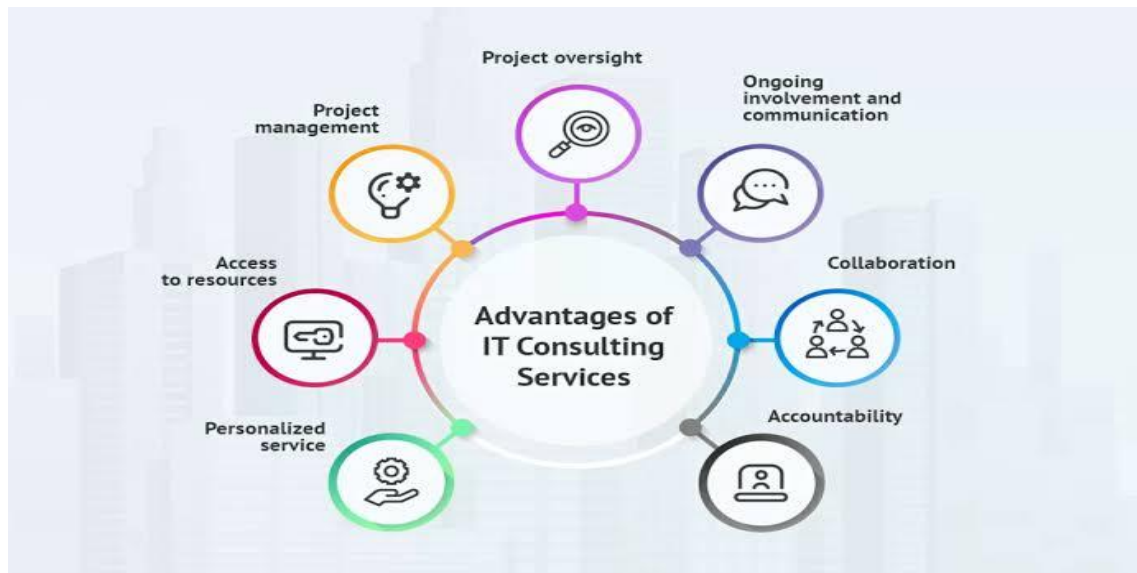 Project oversight
Ongoing
involvement and
communication
Project
management
Access
to resources
Collaboration
Advantages of
IT Consulting
Services
Personalized
service
Accountability